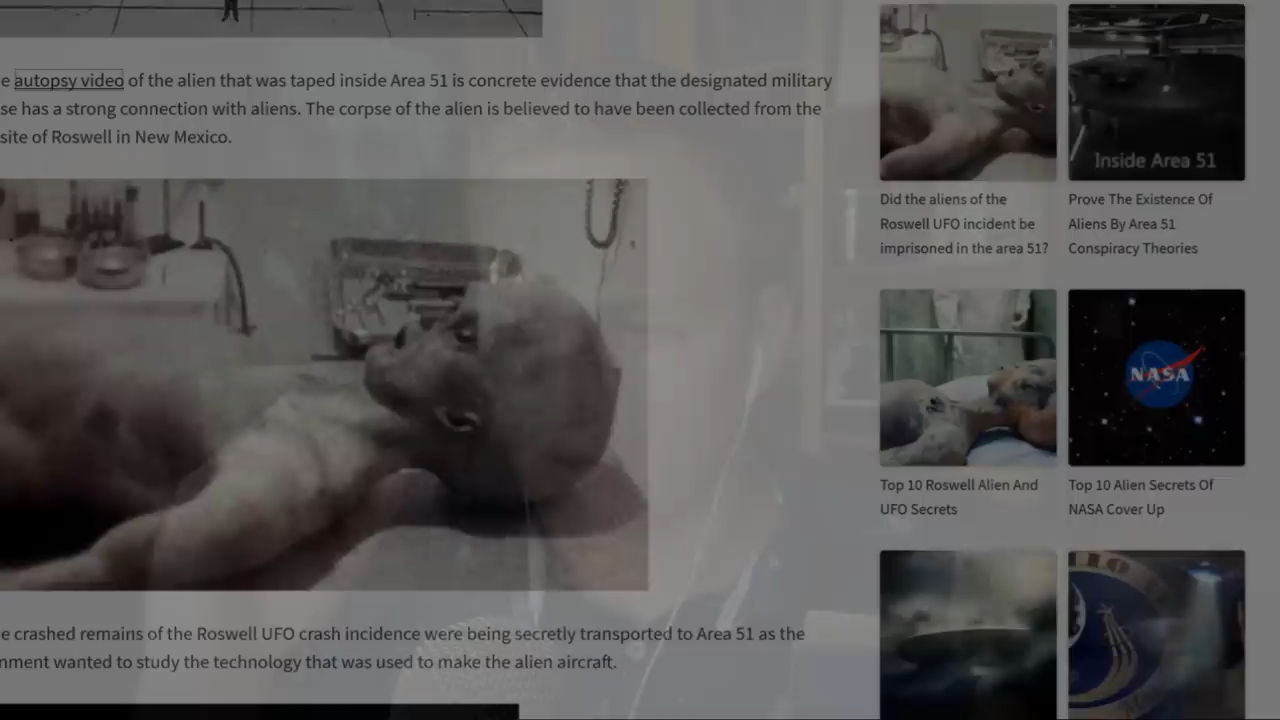 e autopsy video of the alien that was taped inside Area 51 is concrete evidence that the designated military
se has a strong connection with aliens. The corpse of the alien is believed to have been collected from the
site of Roswell in New Mexico.
e crashed remains of the Roswell UFO crash incidence were being secretly transported to Area 51 as the
nment wanted to study the technology that was used to make the alien aircraft.
Inside Area 51
Did the aliens of the
Roswell UFO incident be
imprisoned in the area 51?
Prove The Existence Of
Aliens By Area 51
Conspiracy Theories
NASA
Top 10 Roswell Alien And
UFO Secrets
Top 10 Alien Secrets Of
NASA Cover Up